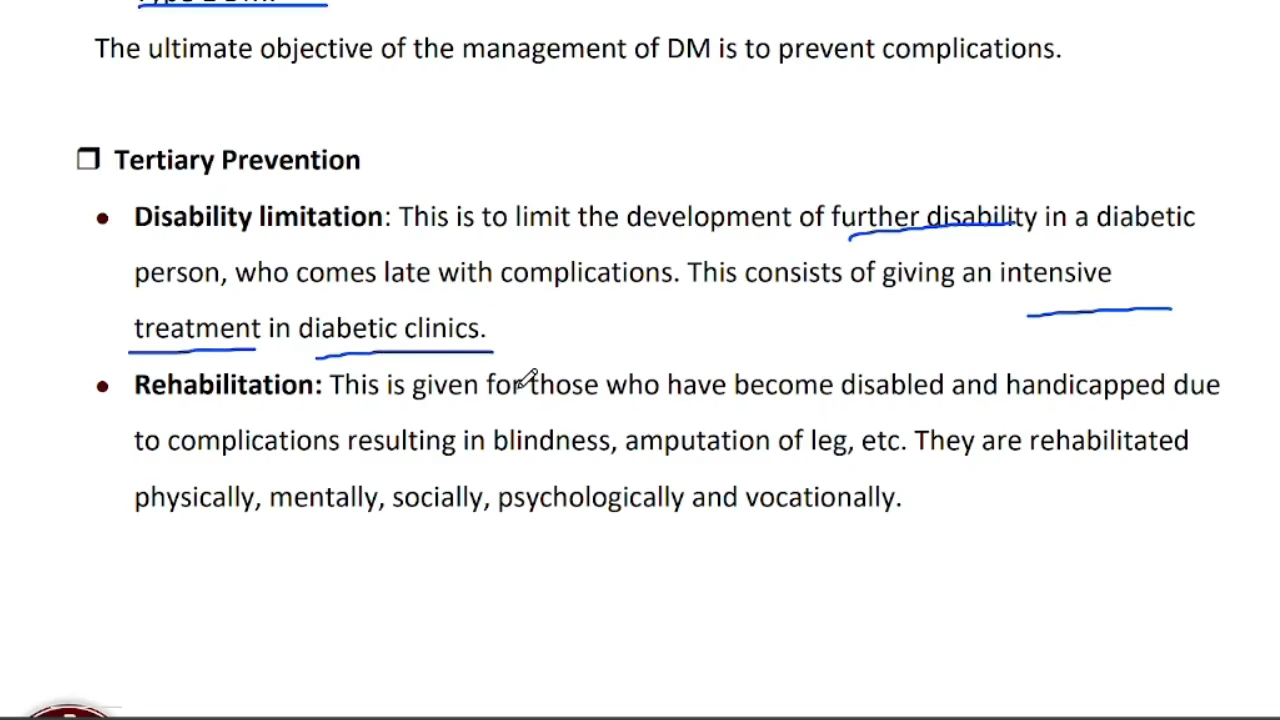 The ultimate objective of the management of DM is to prevent complications.
Tertiary Prevention
Disability limitation: This is to limit the development of further disability in a diabetic
person, who comes late with complications. This consists of giving an intensive
treatment in diabetic clinics.
Rehabilitation: This is given for those who have become disabled and handicapped due
to complications resulting in blindness, amputation of leg, etc. They are rehabilitated
physically, mentally, socially, psychologically and vocationally.